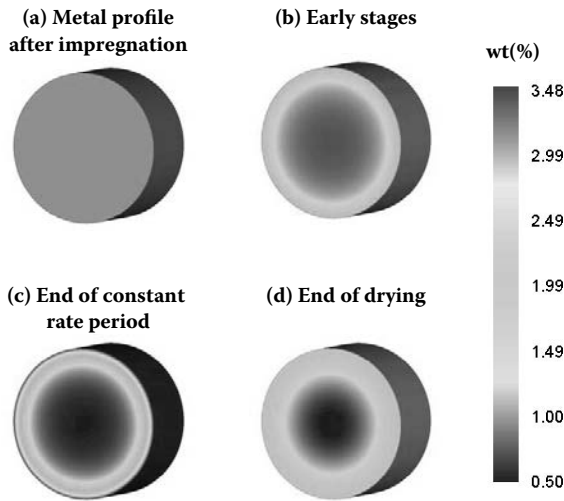 (a) Metal profile
after impregnation
(b) Early stages
wt(%)
3.48
2.99
2.49
1.99
1.49
1.00
0.50
(c) End of constant
rate period
(d) End of drying